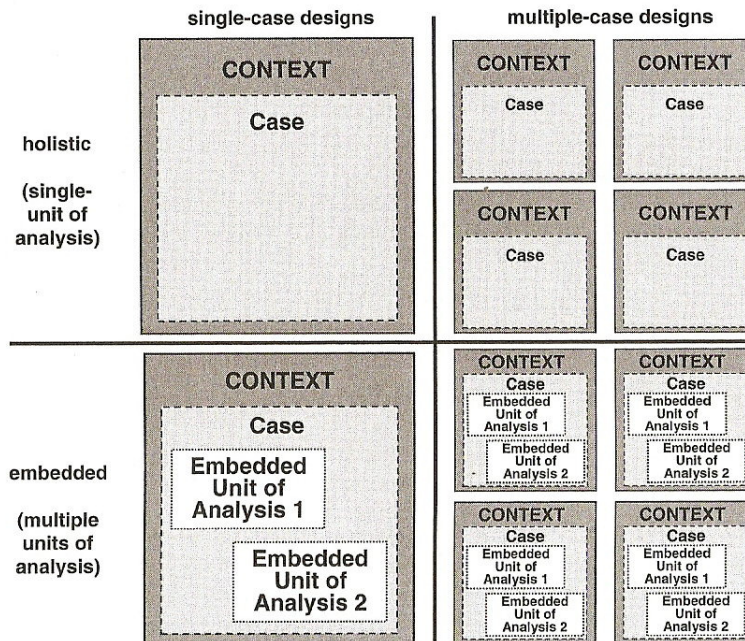 single-case designs
multiple-case designs
holistic
(single-
unit of
analysis)
CONTEXT
Case
CONTEXT
Case
CONTEXT
Case
CONTEXT
Case
CONTEXT
Case
embedded
(multiple
units of
analysis)
CONTEXT
Case
Embedded
Unit of
Analysis 1
Embedded
Unit of
Analysis 2
CONTEXT
Case
Embedded
Unit of
Analysis 1
Embedded
Unit of
Analysis 2
CONTEXT
Case
Embedded
Unit of
Analysis 1
Embedded
Unit of
Analysis 2
CONTEXT
Case
Embedded
Unit of
Analysis 1
Embedded
Unit of
Analysis 2
CONTEXT
Case
Embedded
Unit of
Analysis 1
Embedded
Unit of
Analysis 2